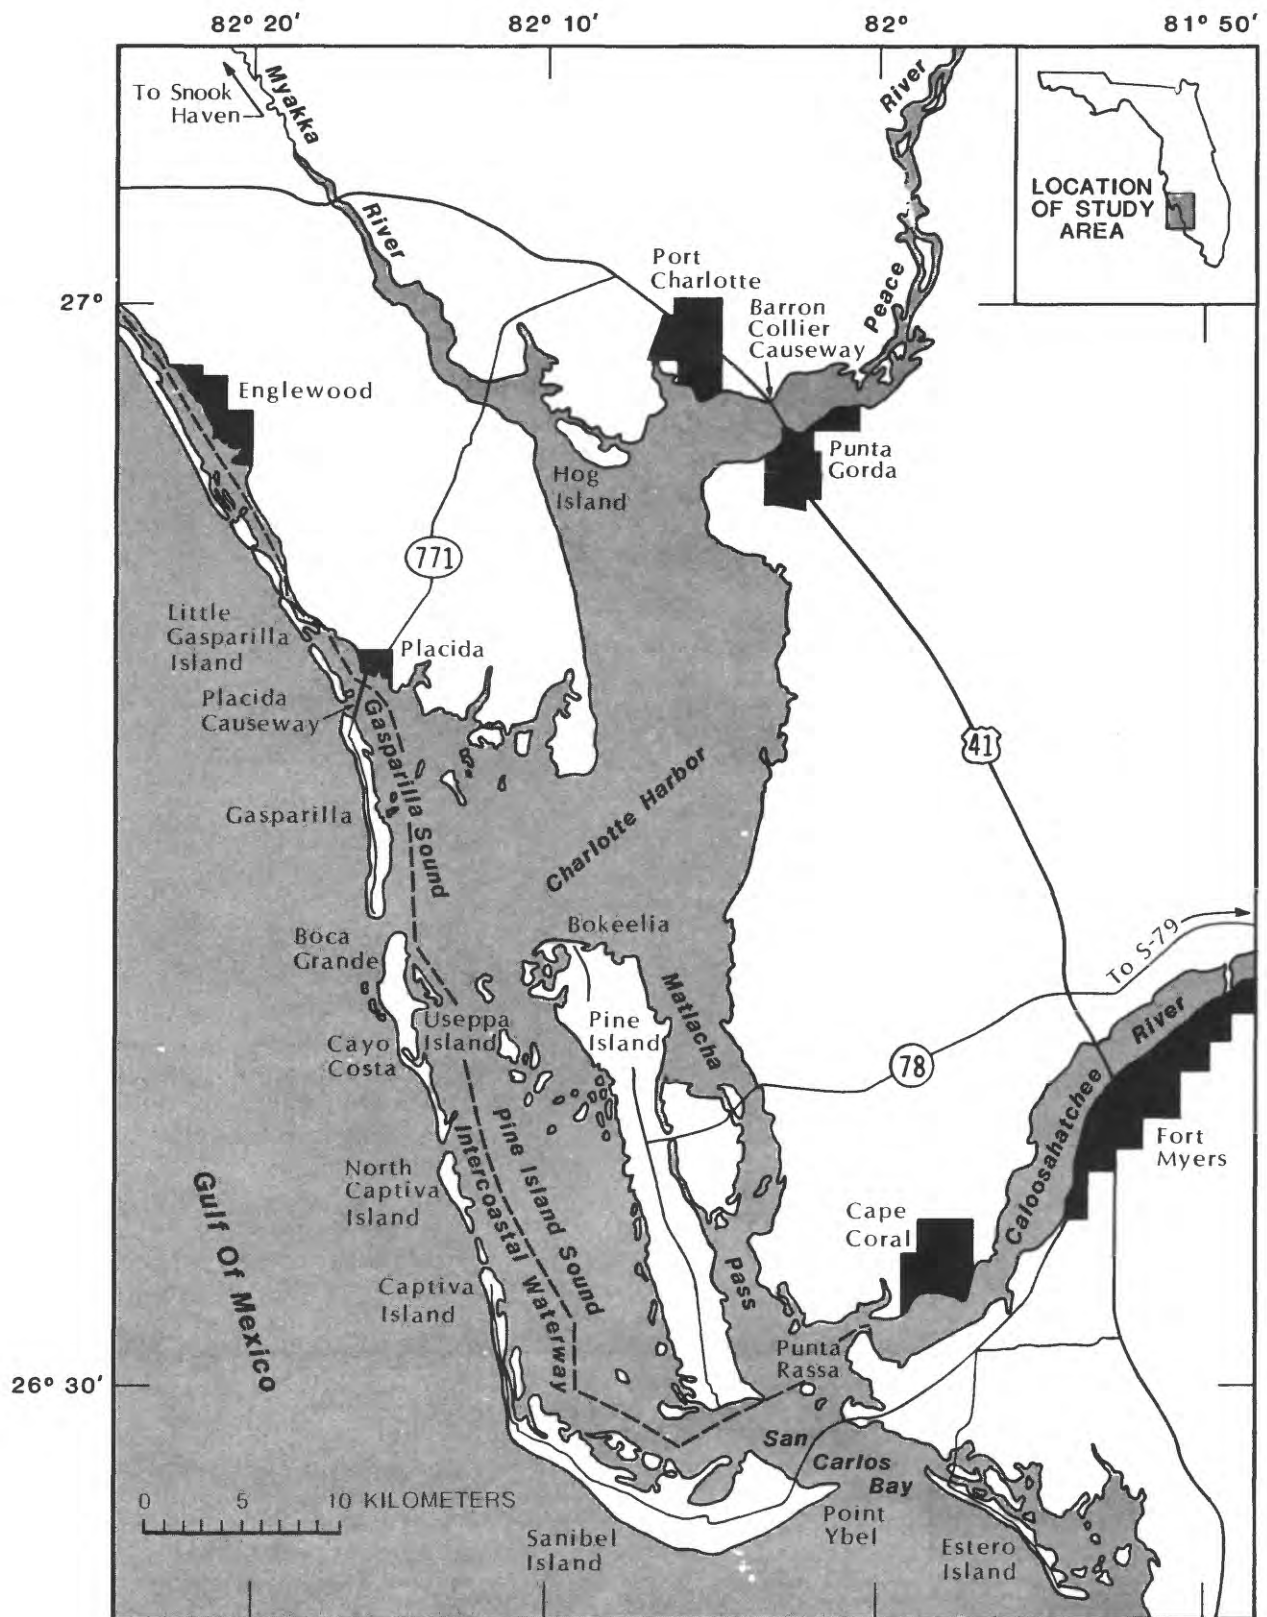 82° 20′
82° 10′
82°
81° 50′
To Snook
Haven
Myakka
River
River
Peace
LOCATION
OF STUDY
AREA
27°
Port
Charlotte
Barron
Collier
Causeway
Englewood
Punta
Gorda
Hog
Island
771
Little
Gasparilla
Island
Placida
Placida
Causeway
Gasparilla Sound
41
Gasparilla
Charlotte Harbor
Boca
Grande
Bokeelia
Matlacha
To S-79
River
Useppa
Island
Pine
Island
Cayo
Costa
78
Caloosahatchee
Fort
Myers
Pine Island Sound
Intercoastal Waterway
North
Captiva
Island
Gulf Of Mexico
Cape
Coral
Pass
Captiva
Island
Punta
Rassa
26° 30′
San
Carlos
Bay
0 5 10 KILOMETERS
Point
Ybel
Sanibel
Island
Estero
Island